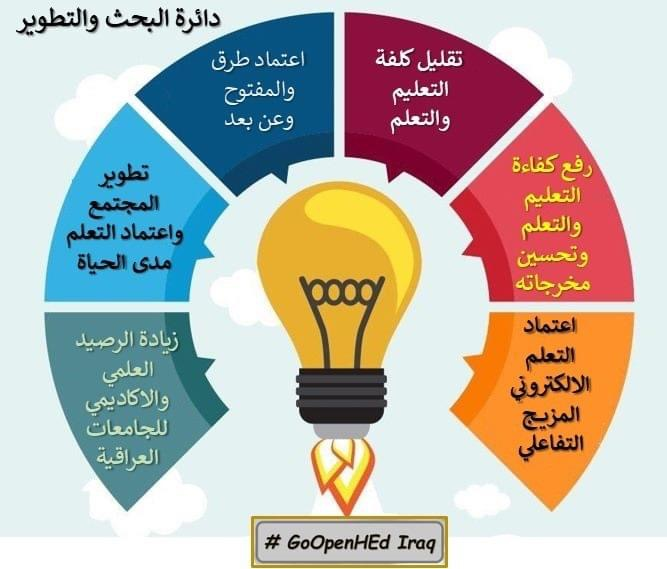 دائرة البحث والتطوير
اعتماد
التعلم
الالكتروني
المزيج
التفاعلي
رفع كفاءة
التعليم
والتعلم
وتحسين
مخرجاته
تقليل كلفة
التعليم
والتعلم
اعتماد طرق
والمفتوح
وعن بعد
تطوير
المجتمع
واعتماد التعلم
مدى الحياة
زيادة الرصيد
العلمي
والاكاديمي
للجامعات
العراقية
# GoOpenHEd Iraq